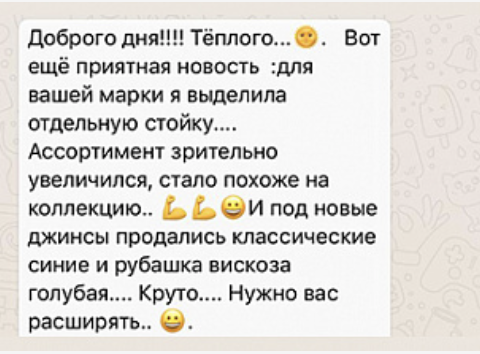 Доброго дня!!!! Тёплого...🌝. Вот
ещё приятная новость :для
вашей марки я выделила
отдельную стойку....
Ассортимент зрительно
увеличился, стало похоже на
коллекцию.. 💪💪😀И под новые
джинсы продались классические
синие и рубашка вискоза
голубая.... Круто.... Нужно вас
расширять.. 😀.